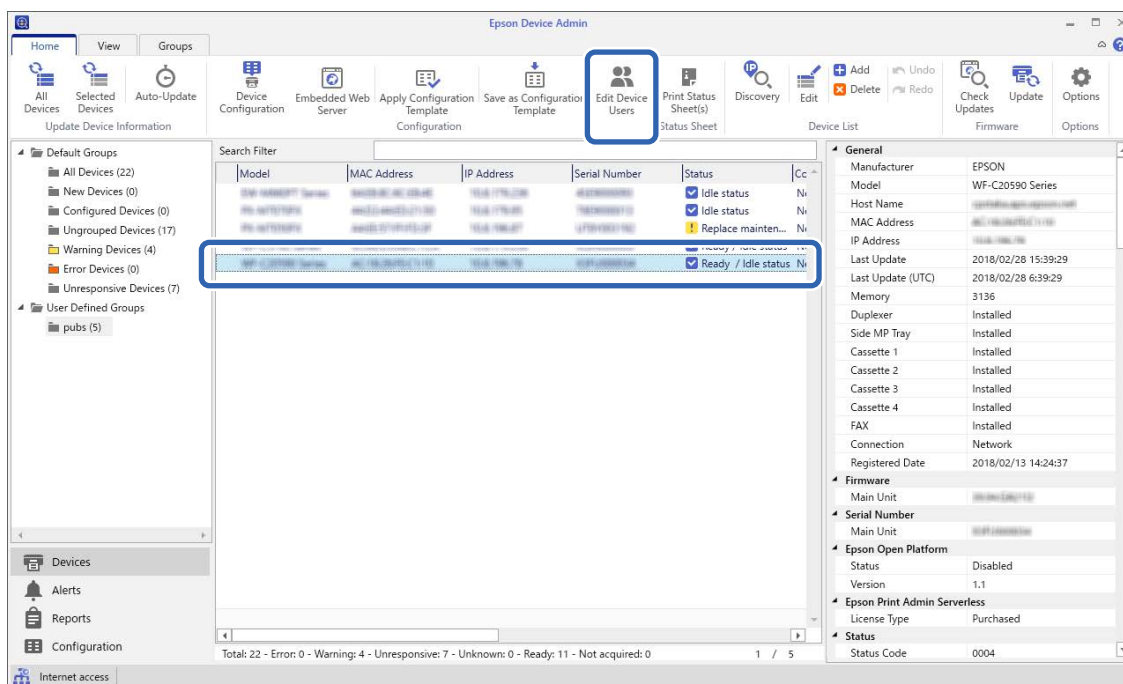 Epson Device Admin
Home View Groups
All Devices
Selected Devices
Auto-Update
Update Device Information
Device Configuration
Embedded Web Server
Apply Configuration Template
Save as Configuration Template
Configuration
Edit Device Users
Print Status Sheet(s)
Status Sheet
Discovery
Edit
Add
Delete
Undo
Redo
Device List
Check Updates
Update
Firmware
Options
Options
Default Groups
All Devices (22)
New Devices (0)
Configured Devices (0)
Ungrouped Devices (17)
Warning Devices (4)
Error Devices (0)
Unresponsive Devices (7)
User Defined Groups
pubs (5)
Devices
Alerts
Reports
Configuration
Search Filter
Model MAC Address IP Address Serial Number Status Cc
Idle status
Idle status
Replace mainten...
Ready / Idle status
Ready / Idle status
Total: 22 - Error: 0 - Warning: 4 - Unresponsive: 7 - Unknown: 0 - Ready: 11 - Not acquired: 0 1 / 5
General
Manufacturer EPSON
Model WF-C20590 Series
Host Name
MAC Address
IP Address
Last Update 2018/02/28 15:39:29
Last Update (UTC) 2018/02/28 6:39:29
Memory 3136
Duplexer Installed
Side MP Tray Installed
Cassette 1 Installed
Cassette 2 Installed
Cassette 3 Installed
Cassette 4 Installed
FAX Installed
Connection Network
Registered Date 2018/02/13 14:24:37
Firmware
Main Unit
Serial Number
Main Unit
Epson Open Platform
Status Disabled
Version 1.1
Epson Print Admin Serverless
License Type Purchased
Status
Status Code 0004
Internet access